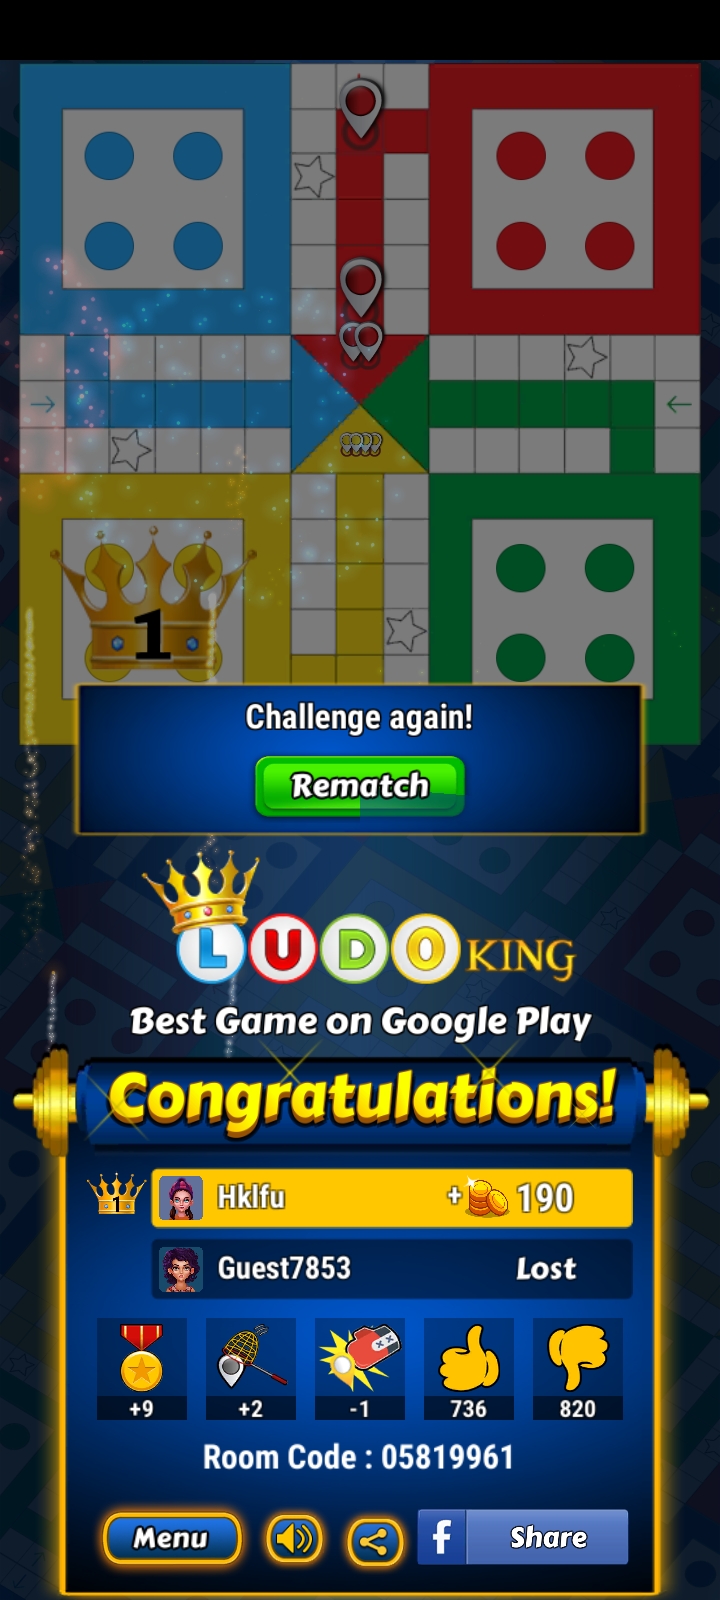 1
Challenge again!
Rematch
LUDO KING
Best Game on Google Play
Congratulations!
1 Hklfu + 190
Guest7853 Lost
+9 +2 -1 736 820
Room Code : 05819961
Menu f Share